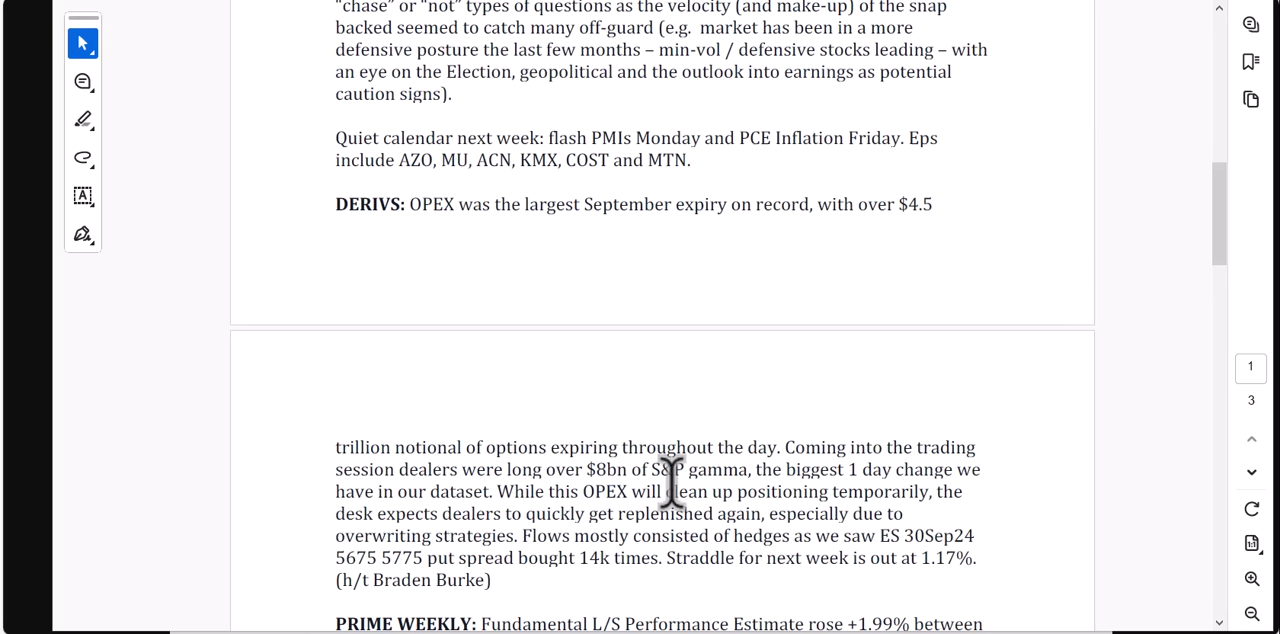 “chase” or “not” types of questions as the velocity (and make-up) of the snap
backed seemed to catch many off-guard (e.g.  market has been in a more
defensive posture the last few months – min-vol / defensive stocks leading – with
an eye on the Election, geopolitical and the outlook into earnings as potential
caution signs).
Quiet calendar next week: flash PMIs Monday and PCE Inflation Friday. Eps
include AZO, MU, ACN, KMX, COST and MTN.
DERIVS: OPEX was the largest September expiry on record, with over $4.5
trillion notional of options expiring throughout the day. Coming into the trading
session dealers were long over $8bn of S&P gamma, the biggest 1 day change we
have in our dataset. While this OPEX will clean up positioning temporarily, the
desk expects dealers to quickly get replenished again, especially due to
overwriting strategies. Flows mostly consisted of hedges as we saw ES 30Sep24
5675 5775 put spread bought 14k times. Straddle for next week is out at 1.17%.
(h/t Braden Burke)
PRIME WEEKLY: Fundamental L/S Performance Estimate rose +1.99% between
A
1
3
1:1